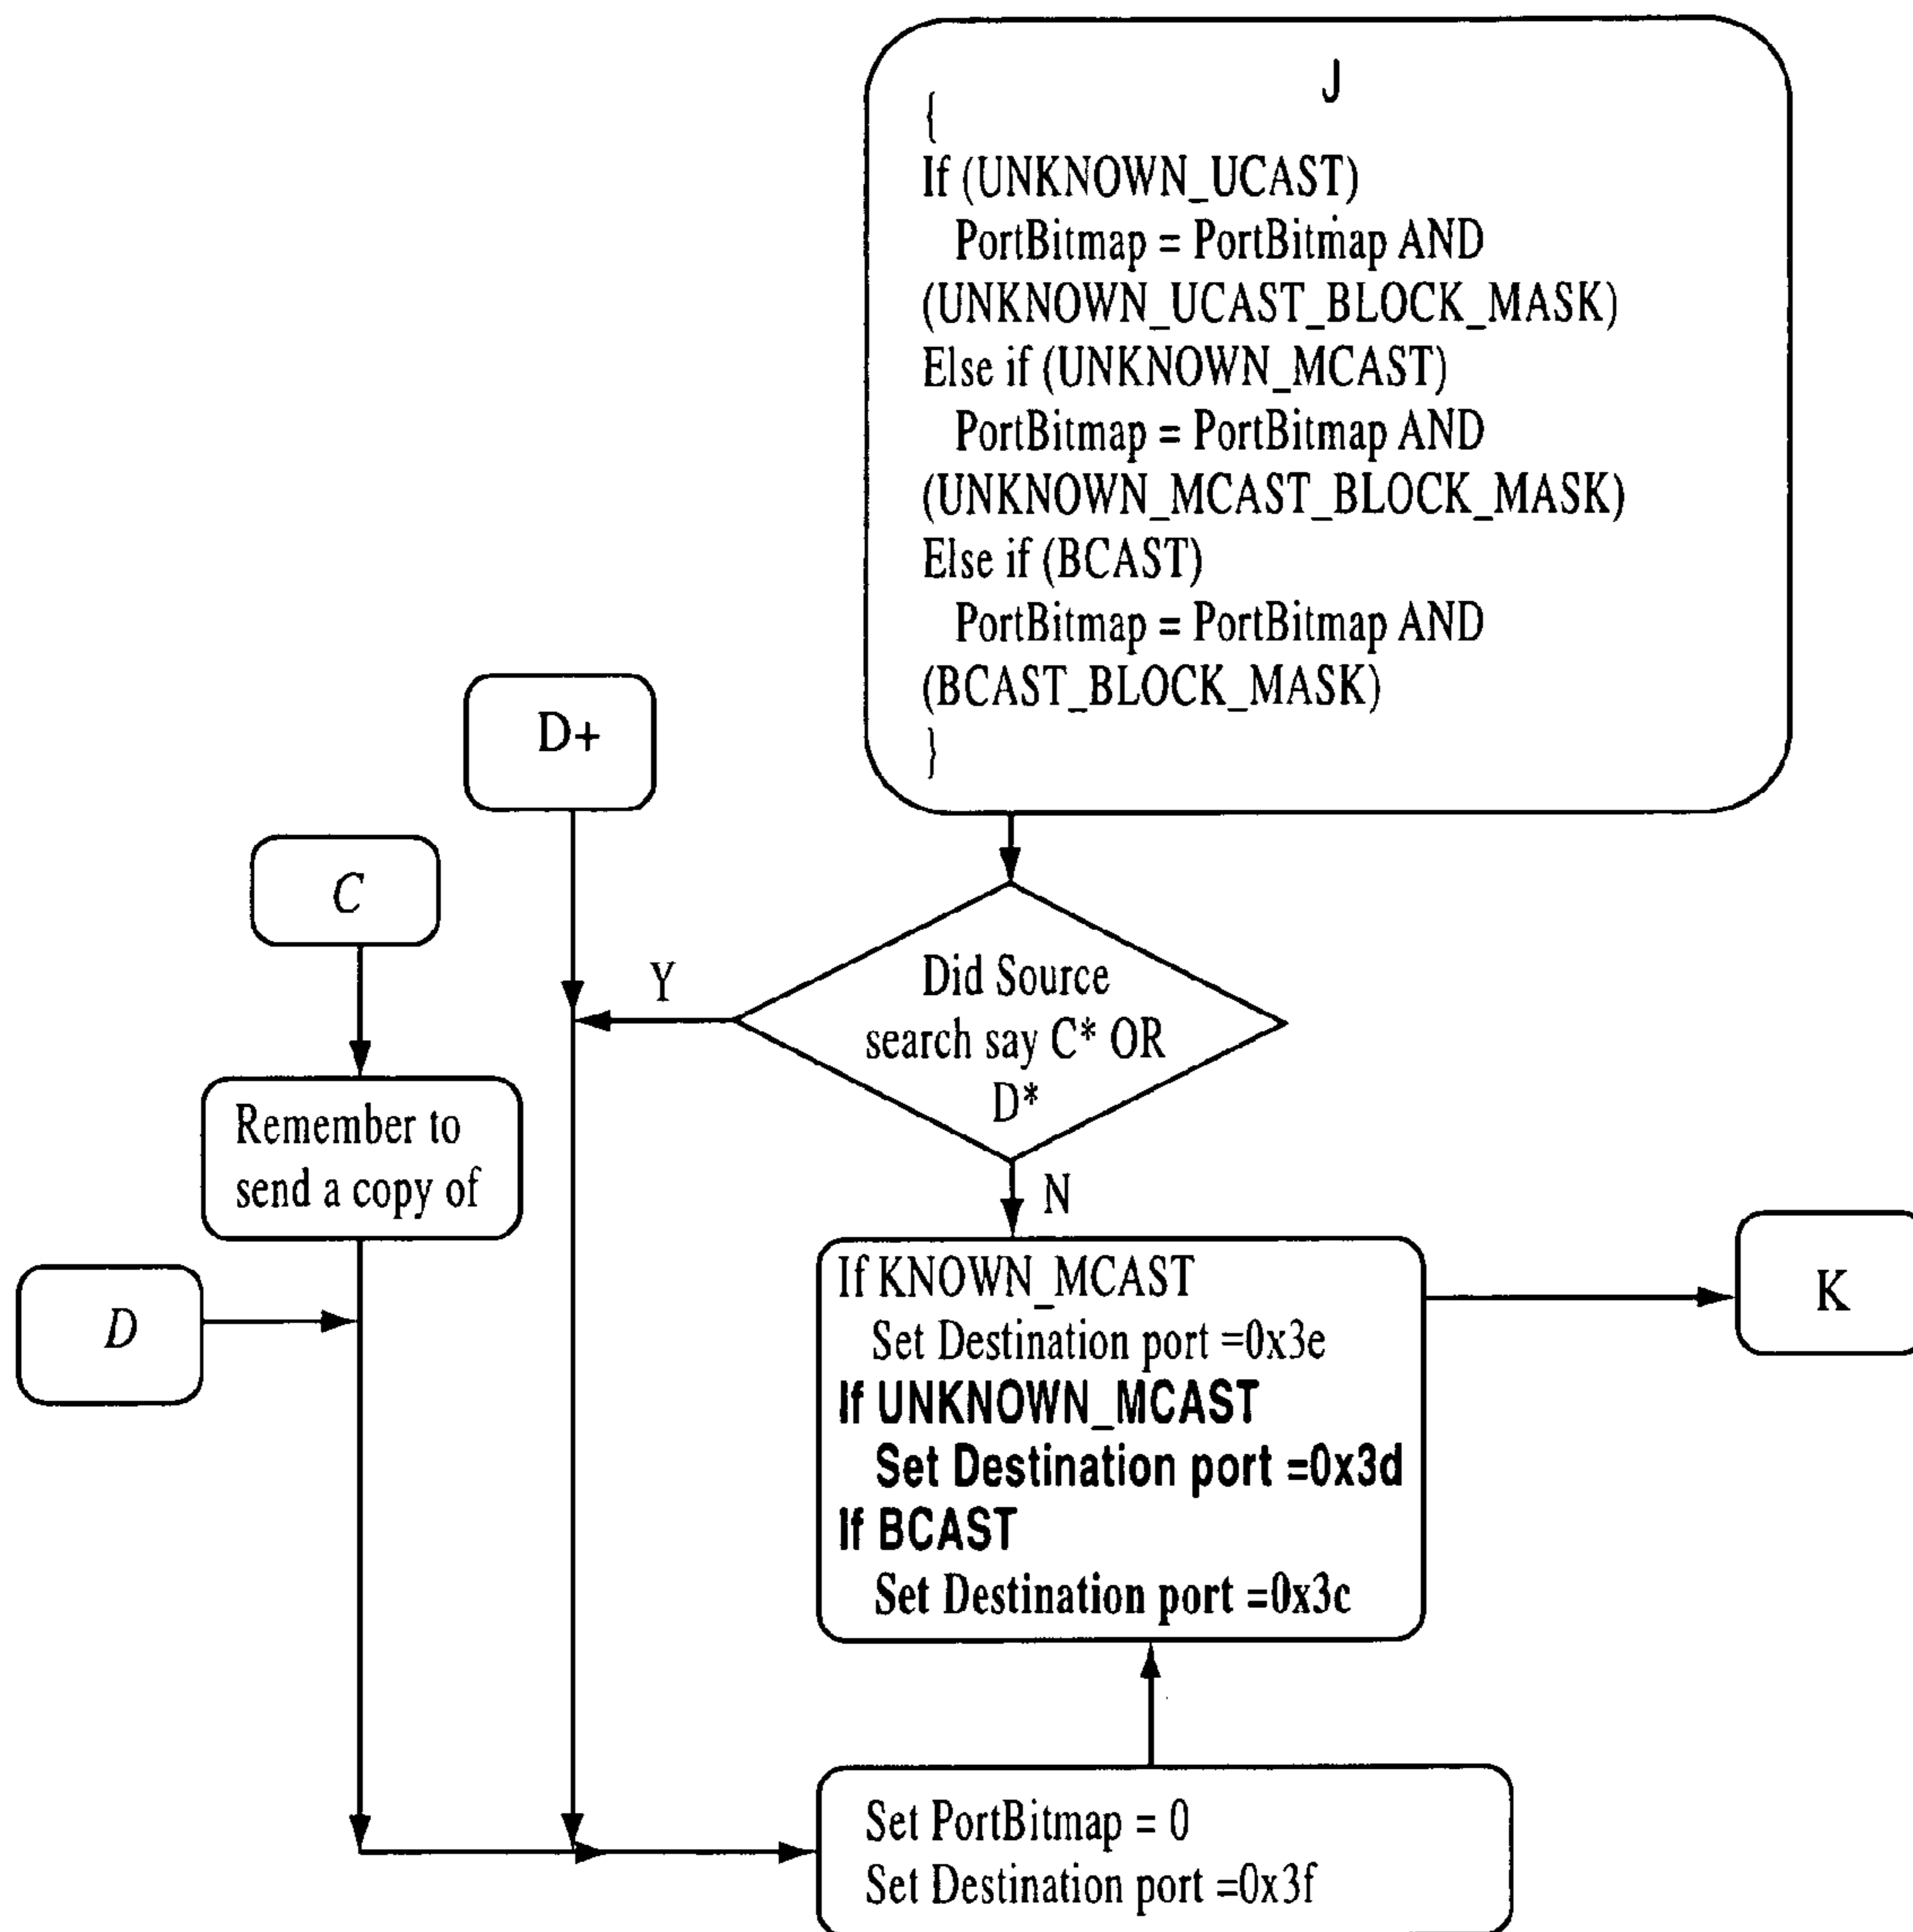 J
{
If (UNKNOWN_UCAST)
PortBitmap = PortBitmap AND
(UNKNOWN_UCAST_BLOCK_MASK)
Else if (UNKNOWN_MCAST)
PortBitmap = PortBitmap AND
(UNKNOWN_MCAST_BLOCK_MASK)
Else if (BCAST)
PortBitmap = PortBitmap AND
(BCAST_BLOCK_MASK)
}
D+
C
Y
Did Source
search say C* OR
D*
Remember to
send a copy of
N
D
If KNOWN_MCAST
Set Destination port =0x3e
If UNKNOWN_MCAST
Set Destination port =0x3d
If BCAST
Set Destination port =0x3c
K
Set PortBitmap = 0
Set Destination port =0x3f